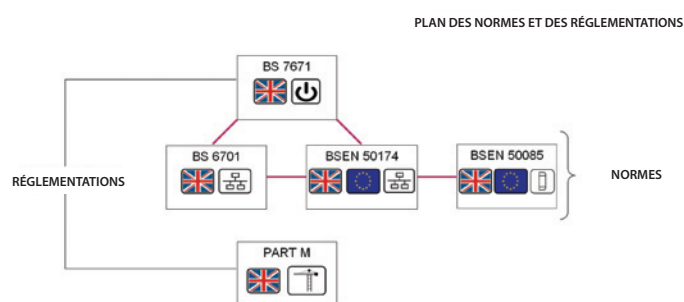 PLAN DES NORMES ET DES RÉGLEMENTATIONS
BS 7671
BS 6701
BSEN 50174
BSEN 50085
RÉGLEMENTATIONS
NORMES
PART M